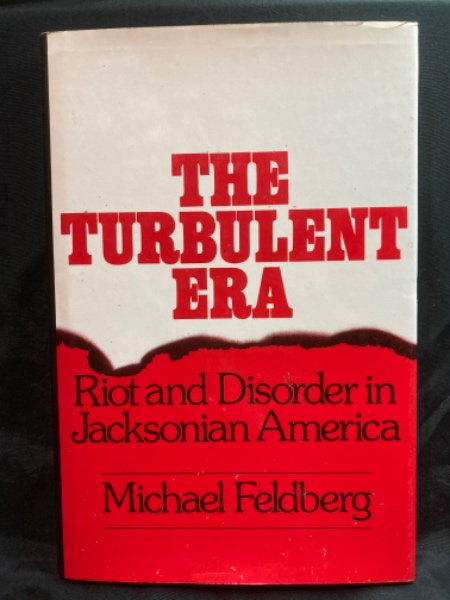 THE
TURBULENT
ERA
Riot and Disorder in
Jacksonian America
Michael Feldberg